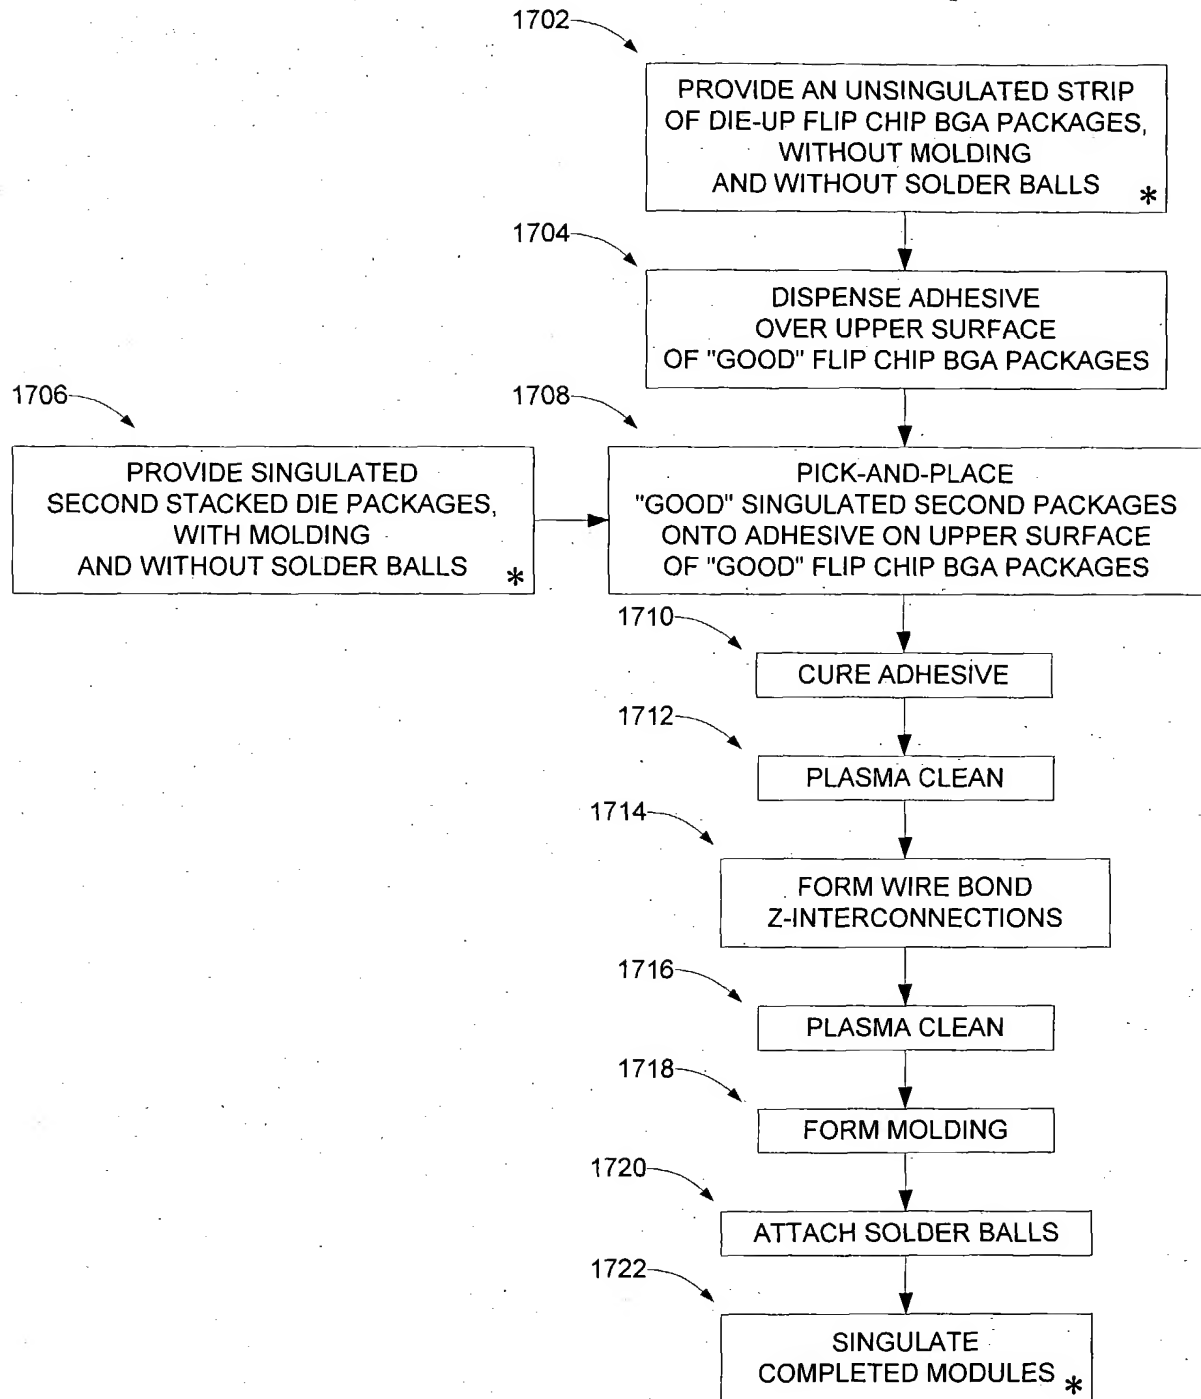 1702
PROVIDE AN UNSINGULATED STRIP
OF DIE-UP FLIP CHIP BGA PACKAGES,
WITHOUT MOLDING
AND WITHOUT SOLDER BALLS *
1704
DISPENSE ADHESIVE
OVER UPPER SURFACE
OF "GOOD" FLIP CHIP BGA PACKAGES
1706
PROVIDE SINGULATED
SECOND STACKED DIE PACKAGES,
WITH MOLDING
AND WITHOUT SOLDER BALLS *
1708
PICK-AND-PLACE
"GOOD" SINGULATED SECOND PACKAGES
ONTO ADHESIVE ON UPPER SURFACE
OF "GOOD" FLIP CHIP BGA PACKAGES
1710
CURE ADHESIVE
1712
PLASMA CLEAN
1714
FORM WIRE BOND
Z-INTERCONNECTIONS
1716
PLASMA CLEAN
1718
FORM MOLDING
1720
ATTACH SOLDER BALLS
1722
SINGULATE
COMPLETED MODULES *